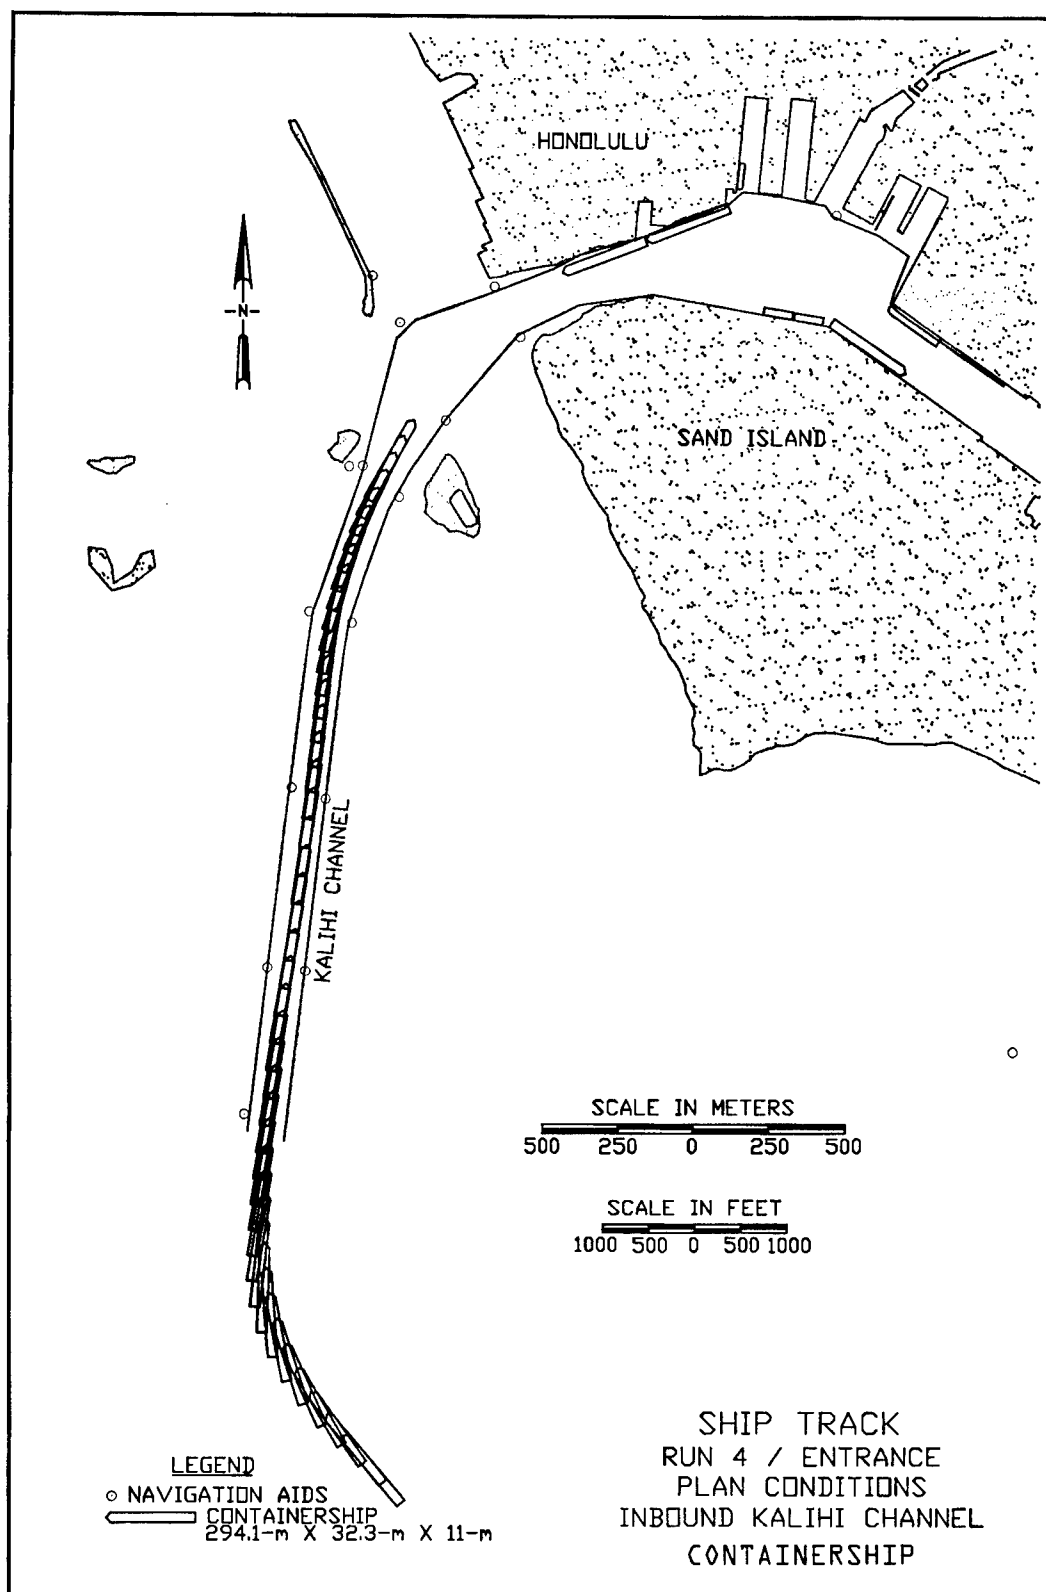 HONOLULU
-N-
SAND ISLAND
KALIHI CHANNEL
SCALE IN METERS
500 250 0 250 500
SCALE IN FEET
1000 500 0 500 1000
LEGEND
NAVIGATION AIDS
CONTAINERSHIP
294.1-m X 32.3-m X 11-m
SHIP TRACK
RUN 4 / ENTRANCE
PLAN CONDITIONS
INBOUND KALIHI CHANNEL
CONTAINERSHIP